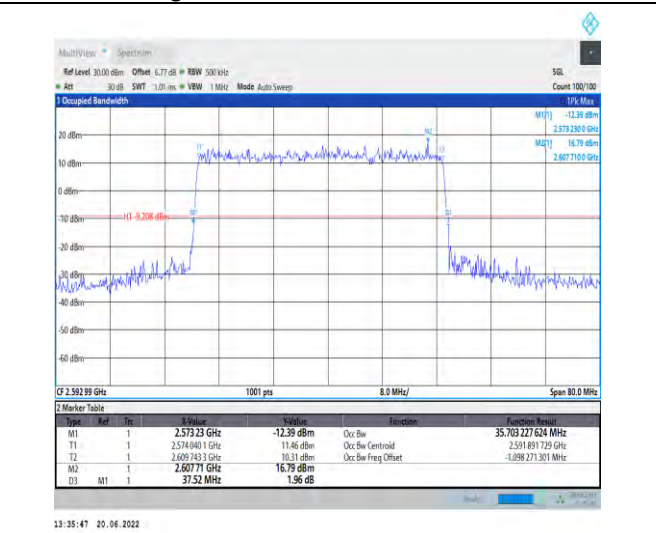 MultiView Spectrum
Ref Level 30.00 dBm Offset 6.77 dB RBW 500 kHz SGL
Att 30 dB SWT 1.01 ms VBW 1 MHz Mode Auto Sweep Count 100/100
1 Occupied Bandwidth 1Pk Max
M1[1] -12.39 dBm
2.573 230 0 GHz
M2[1] 16.79 dBm
2.607 710 0 GHz
20 dBm
M2
T1
10 dBm
0 dBm
-10 dBm H1 -9.208 dBm
-20 dBm
-30 dBm
-40 dBm
-50 dBm
-60 dBm
CF 2.592 99 GHz 1001 pts 8.0 MHz/ Span 80.0 MHz
2 Marker Table
Type Ref Trc X-Value Y-Value Function Function Result
M1 1 2.573 23 GHz -12.39 dBm Occ Bw 35.703 227 624 MHz
T1 1 2.574 040 1 GHz 11.46 dBm Occ Bw Centroid 2.591 891 729 GHz
T2 1 2.609 743 3 GHz 10.31 dBm Occ Bw Freq Offset -1.098 271 301 MHz
M2 1 2.607 71 GHz 16.79 dBm
D3 M1 1 37.52 MHz 1.96 dB
13:35:47 20.06.2022